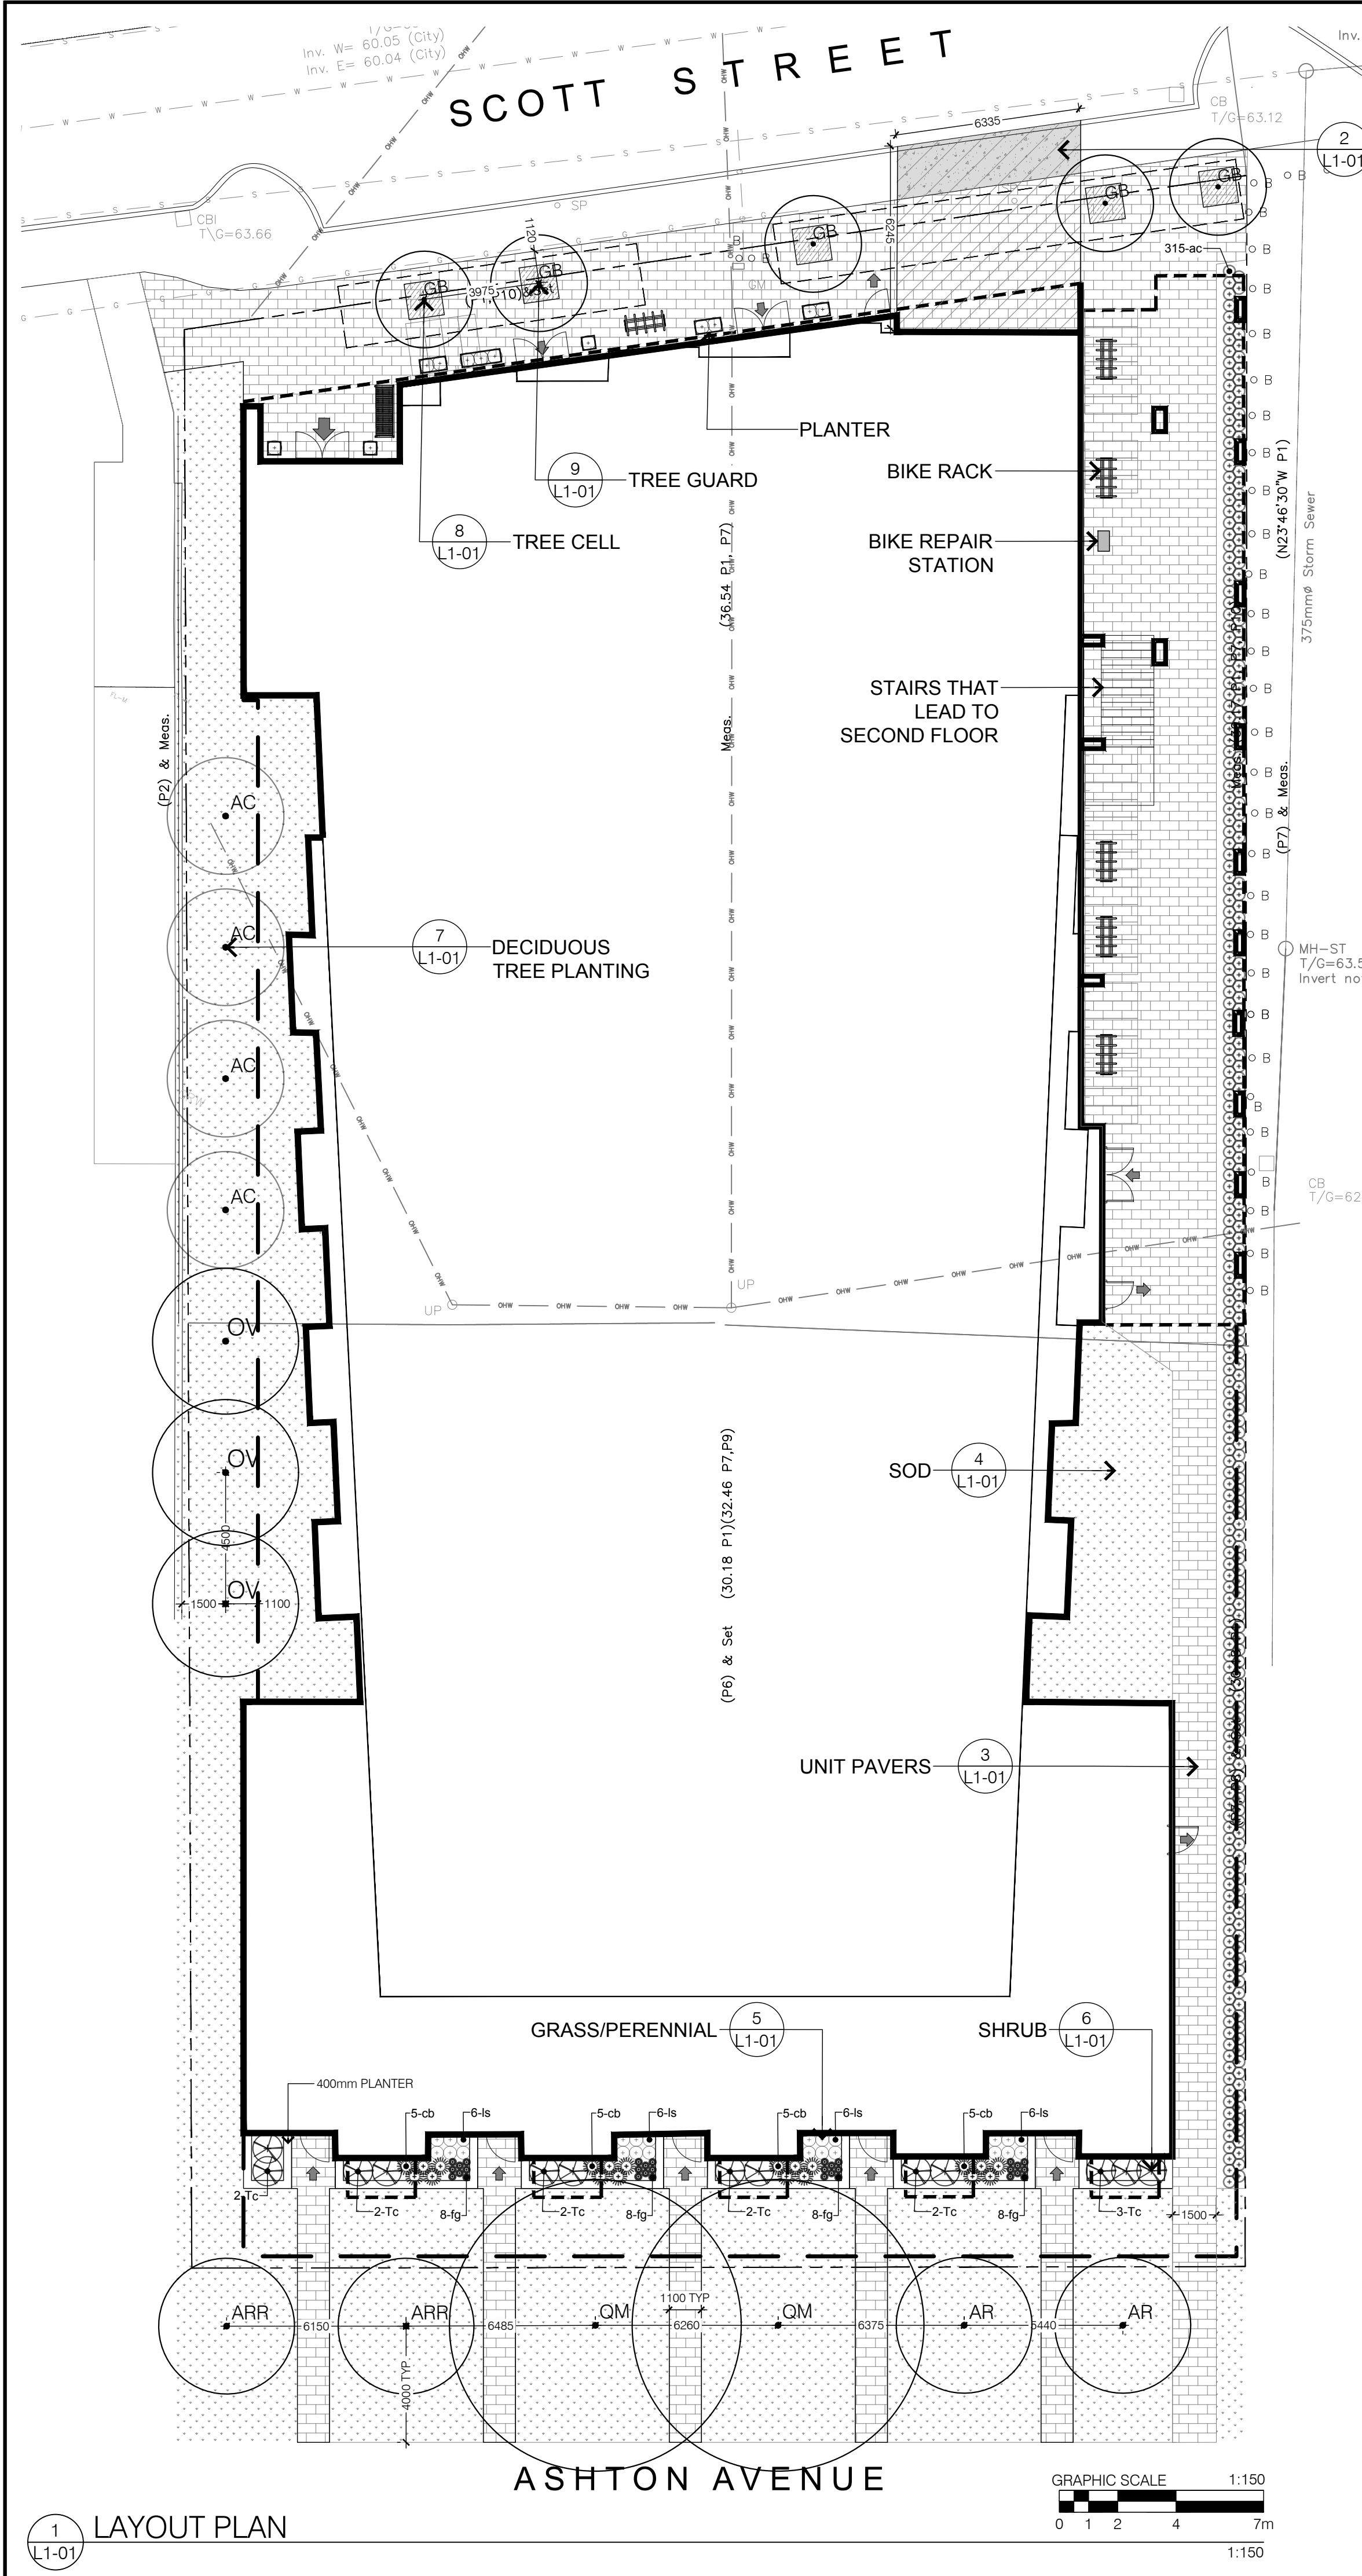 Inv. W= 60.05 (City)
Inv. E= 60.04 (City)
Inv.
SCOTT STREET
6335
CB
T/G=63.12
2
L1-01
CBI
T\G=63.66
SP
1120
6245
GB
GB
GB
GB
GB
3975
GM
315-ac
PLANTER
9
L1-01
TREE GUARD
8
L1-01
TREE CELL
BIKE RACK
BIKE REPAIR
STATION
(36.54 P1, P7)
Meas.
(N23°46'30"W P1)
375mmø Storm Sewer
STAIRS THAT
LEAD TO
SECOND FLOOR
(P2) & Meas.
(P7) & Meas.
AC
AC
AC
AC
7
L1-01
DECIDUOUS
TREE PLANTING
MH-ST
T/G=63.5
Invert no
CB
T/G=62
UP
UP
OV
OV
OV
4500
1500
1100
(P6) & Set (30.18 P1)(32.46 P7,P9)
SOD
4
L1-01
UNIT PAVERS
3
L1-01
GRASS/PERENNIAL
5
L1-01
SHRUB
6
L1-01
400mm PLANTER
5-cb
6-ls
5-cb
6-ls
5-cb
6-ls
5-cb
6-ls
2-Tc
2-Tc
8-fg
2-Tc
8-fg
2-Tc
8-fg
2-Tc
8-fg
3-Tc
1500
1100 TYP
ARR
ARR
QM
QM
AR
AR
6150
6485
6260
6375
5440
4000 TYP
ASHTON AVENUE
GRAPHIC SCALE 1:150
0 1 2 4 7m
1:150
1
L1-01
LAYOUT PLAN